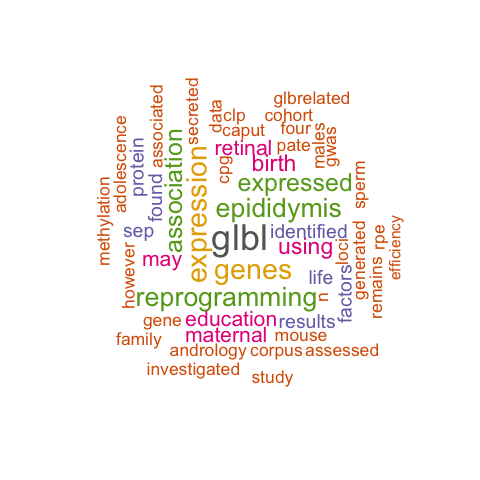 glbrelated
associated
secreted
data
clp
cohort
adolescence
protein
association
caput
four
males
gwas
retinal
pate
found
expression
cpg
birth
methylation
expressed
sperm
epididymis
sep
glbl
identified
using
may
loci
generated
rpe
efficiency
however
genes
life
factors
remains
reprogramming
n
gene
education
results
family
maternal
mouse
andrology
corpus
assessed
investigated
study